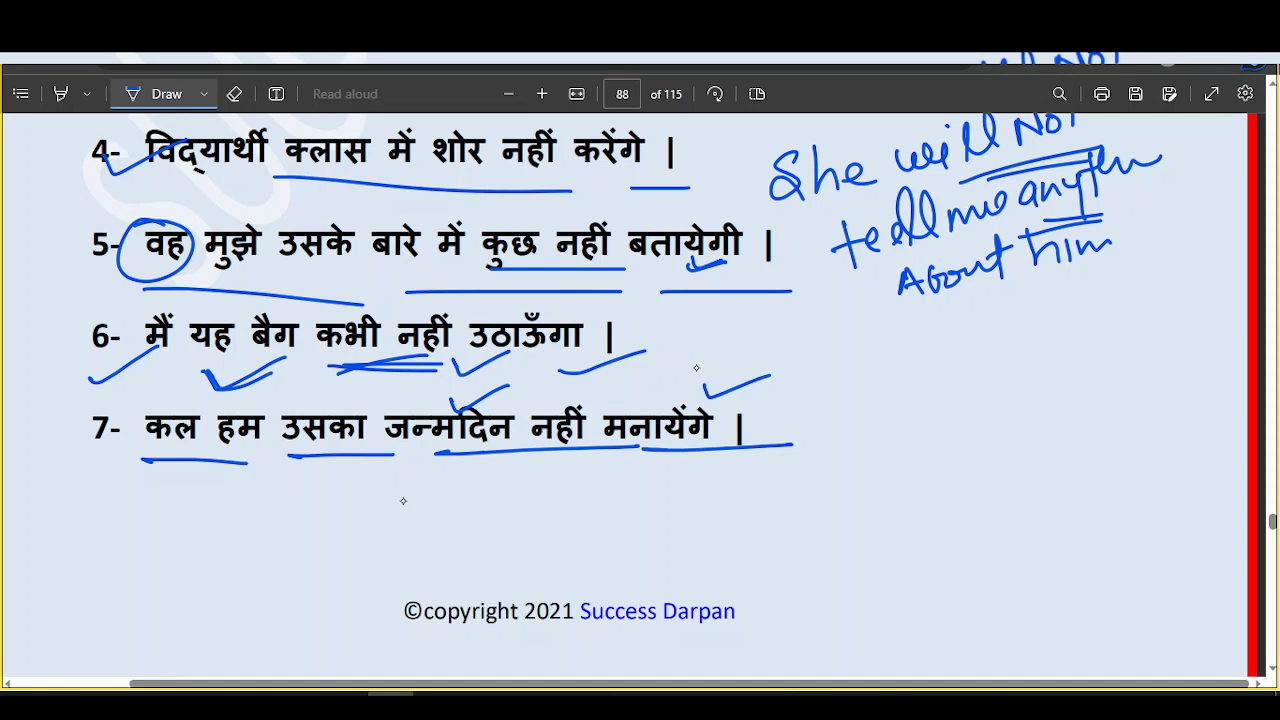 Draw
Read aloud
88 of 115
4- विद्यार्थी क्लास में शोर नहीं करेंगे |
5- वह मुझे उसके बारे में कुछ नहीं बतायेगी |
6- मैं यह बैग कभी नहीं उठाऊँगा |
7- कल हम उसका जन्मदिन नहीं मनायेंगे |
She will Not
tell me
About him
©copyright 2021 Success Darpan